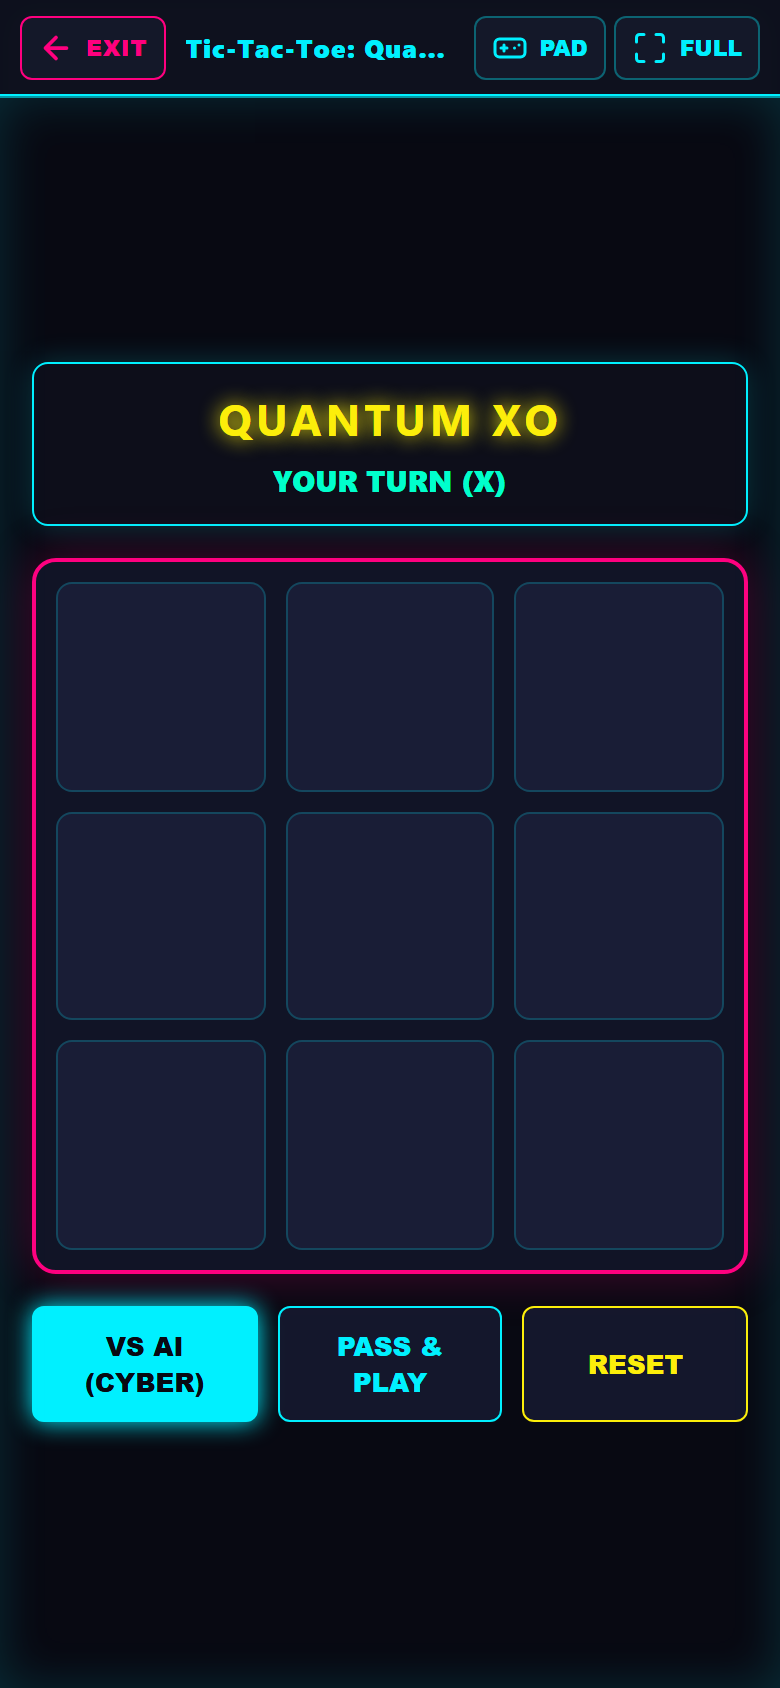 EXIT
Tic-Tac-Toe: Qua...
PAD
FULL
QUANTUM XO
YOUR TURN (X)
VS AI
(CYBER)
PASS &
PLAY
RESET